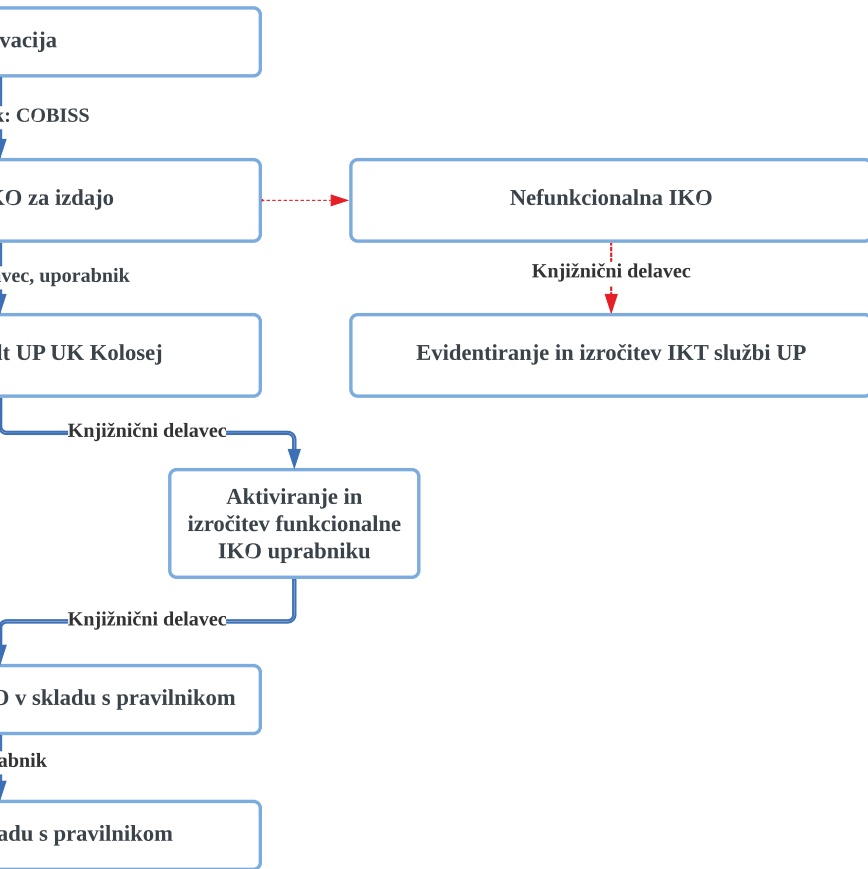 vacija
k: COBISS
KO za izdajo
Nefunkcionalna IKO
Knjižnični delavec
avec, uporabnik
lt UP UK Kolosej
Evidentiranje in izročitev IKT službi UP
Knjižnični delavec
Aktiviranje in
izročitev funkcionalne
IKO uprabniku
Knjižnični delavec
O v skladu s pravilnikom
abnik
adu s pravilnikom